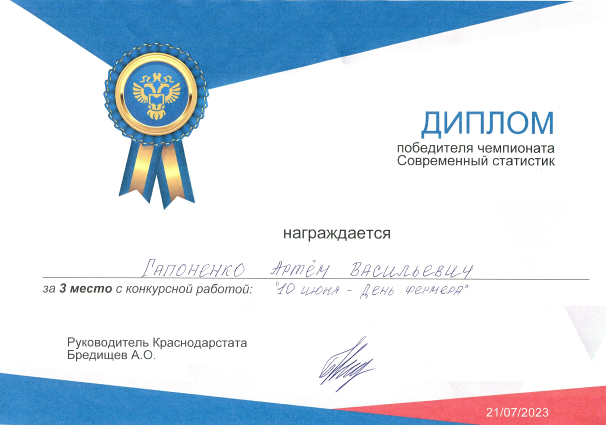 ДИПЛОМ
победителя чемпионата
Современный статистик
награждается
Гапоненко Артём Васильевич
за 3 место с конкурсной работой: "10 июня - День фермера"
Руководитель Краснодарстата
Бредищев А.О.
21/07/2023